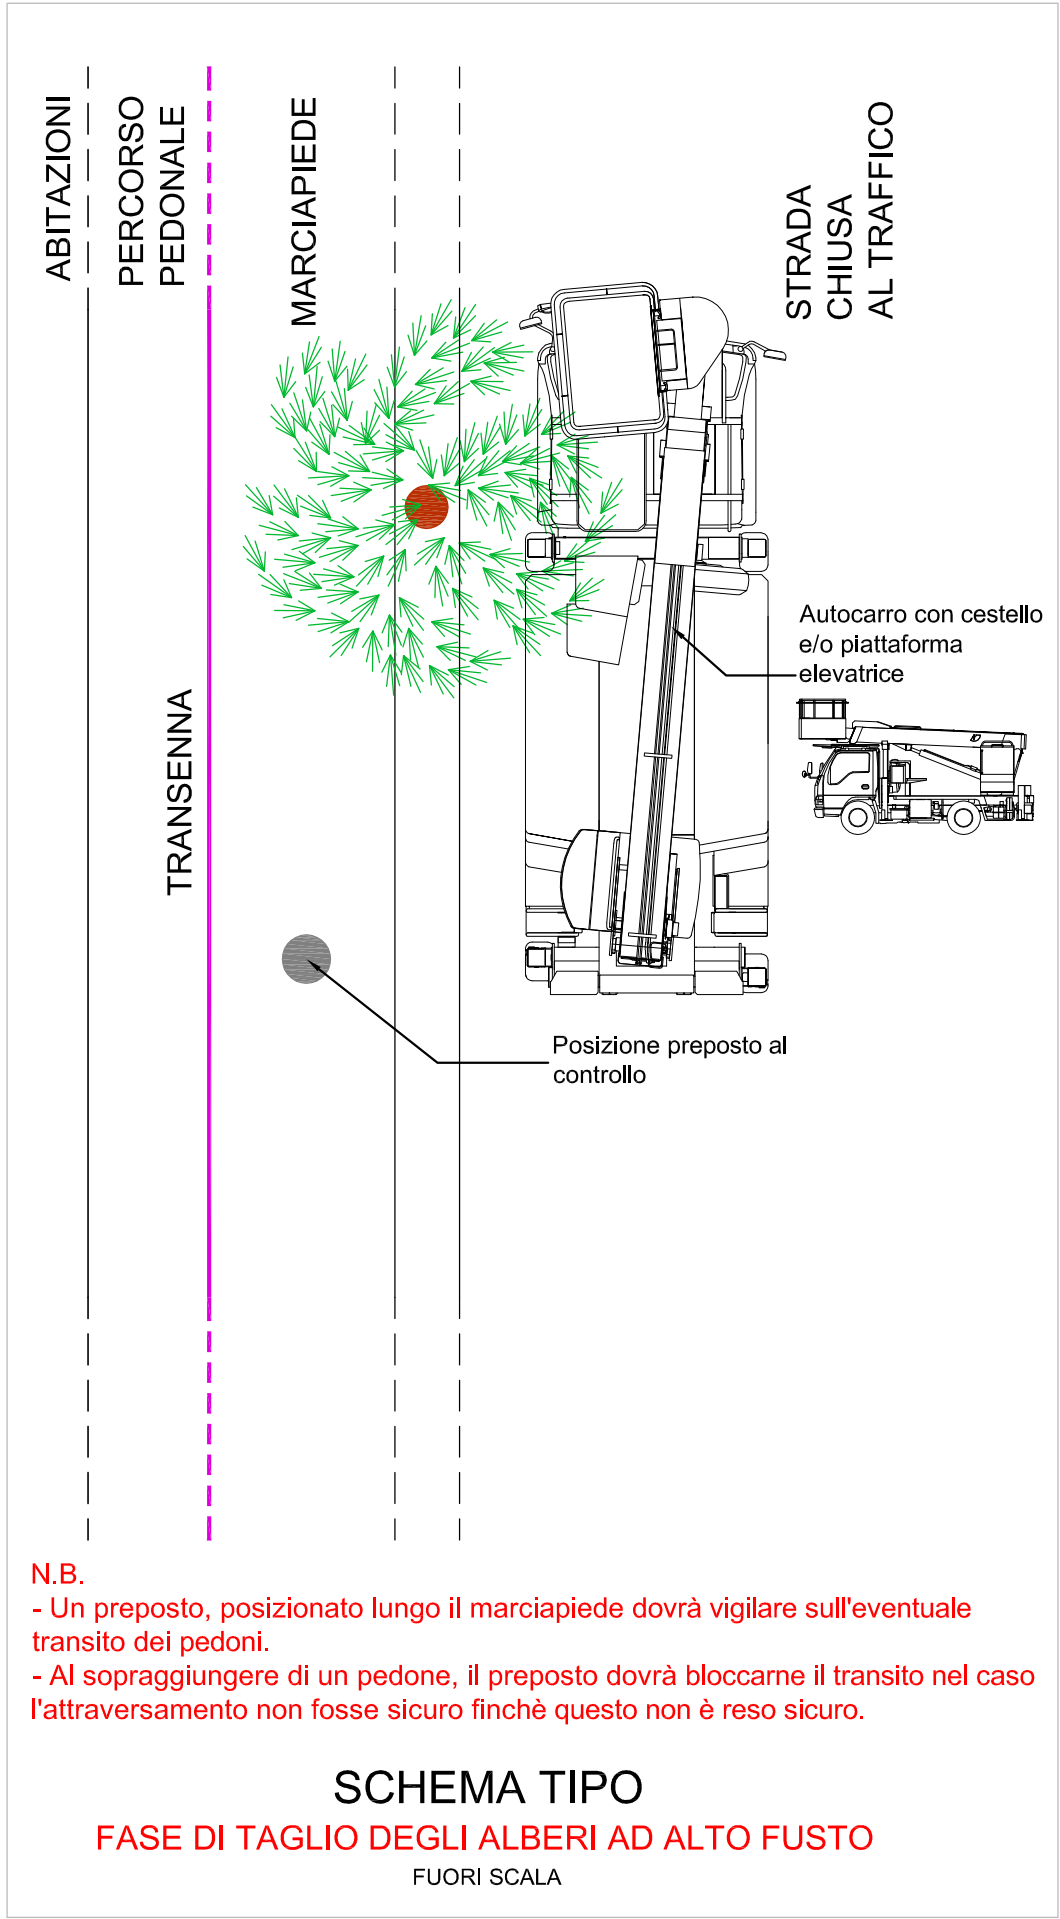 ABITAZIONI
PERCORSO
PEDONALE
MARCIAPIEDE
STRADA
CHIUSA
AL TRAFFICO
Autocarro con cestello
e/o piattaforma
elevatrice
TRANSENNA
Posizione preposto al
controllo
N.B.
- Un preposto, posizionato lungo il marciapiede dovrà vigilare sull'eventuale
transito dei pedoni.
- Al sopraggiungere di un pedone, il preposto dovrà bloccarne il transito nel caso
l'attraversamento non fosse sicuro finchè questo non è reso sicuro.
SCHEMA TIPO
FASE DI TAGLIO DEGLI ALBERI AD ALTO FUSTO
FUORI SCALA